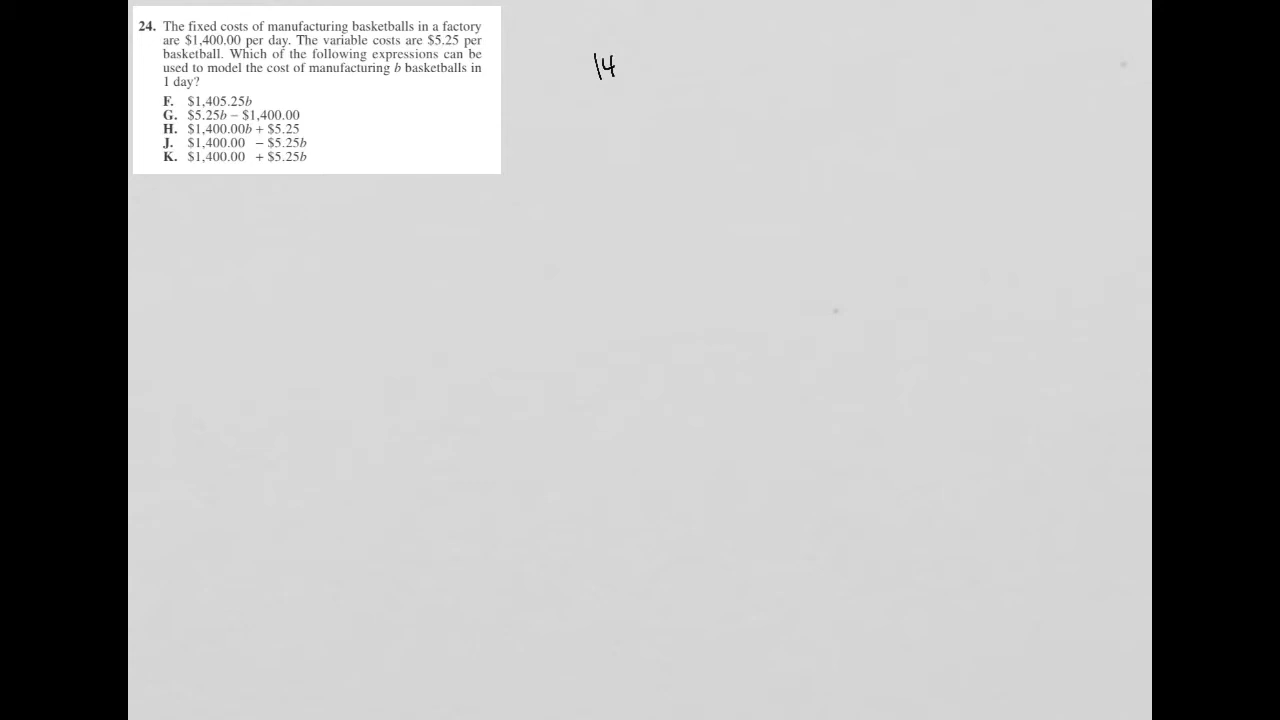 24. The fixed costs of manufacturing basketballs in a factory
are $1,400.00 per day. The variable costs are $5.25 per
basketball. Which of the following expressions can be
used to model the cost of manufacturing b basketballs in
1 day?
F. $1,405.25b
G. $5.25b − $1,400.00
H. $1,400.00b + $5.25
J. $1,400.00 − $5.25b
K. $1,400.00 + $5.25b
14